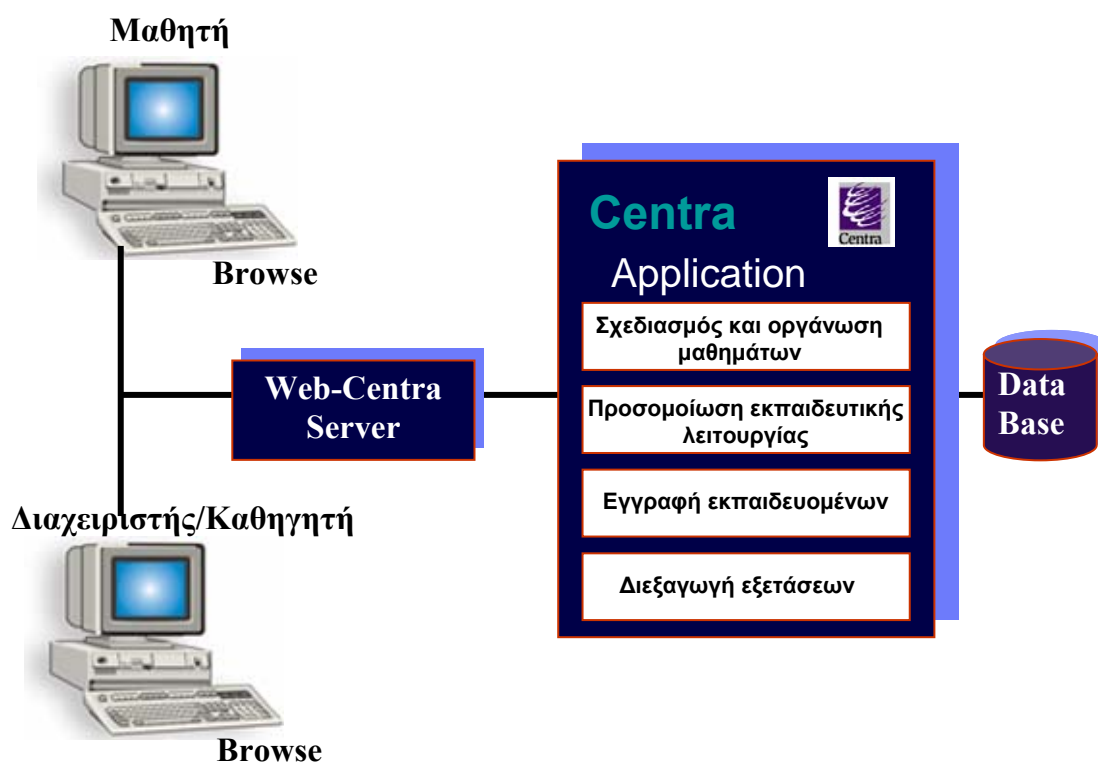 Μαθητή
Browse
Web-Centra
Server
Διαχειριστής/Καθηγητή
Browse
Centra
Centra
Application
Σχεδιασμός και οργάνωση
μαθημάτων
Προσομοίωση εκπαιδευτικής
λειτουργίας
Εγγραφή εκπαιδευομένων
Διεξαγωγή εξετάσεων
Data
Base